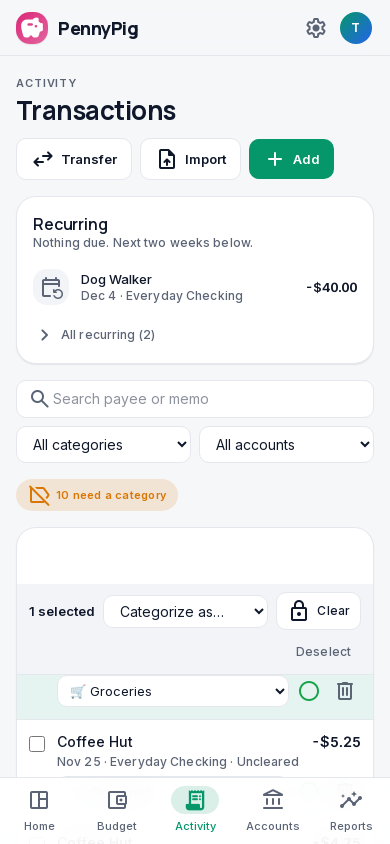 PennyPig
T
ACTIVITY
Transactions
Transfer
Import
Add
Recurring
Nothing due. Next two weeks below.
Dog Walker
-$40.00
Dec 4 · Everyday Checking
All recurring (2)
Search payee or memo
All categories
All accounts
10 need a category
1 selected
Categorize as...
Clear
Deselect
🛒 Groceries
Coffee Hut
-$5.25
Nov 25 · Everyday Checking · Uncleared
Home
Budget
Activity
Accounts
Reports